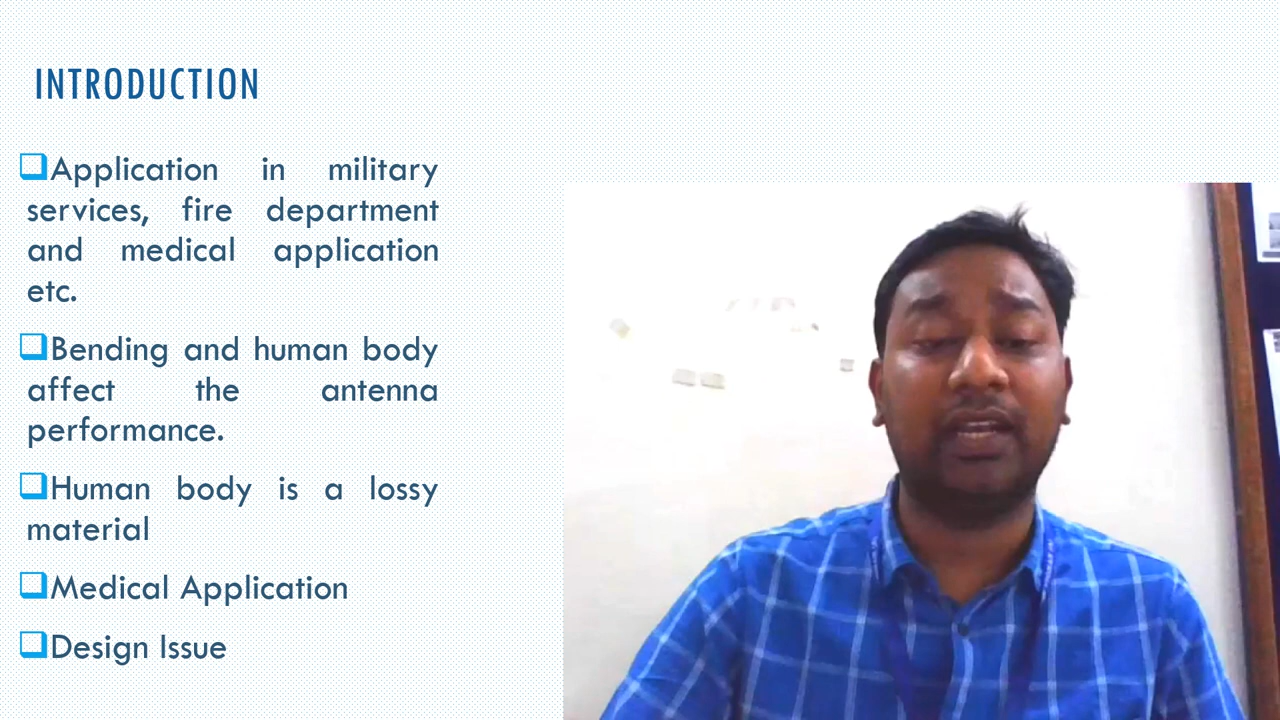 INTRODUCTION
Application in military
services, fire department
and medical application
etc.
Bending and human body
affect the antenna
performance.
Human body is a lossy
material
Medical Application
Design Issue